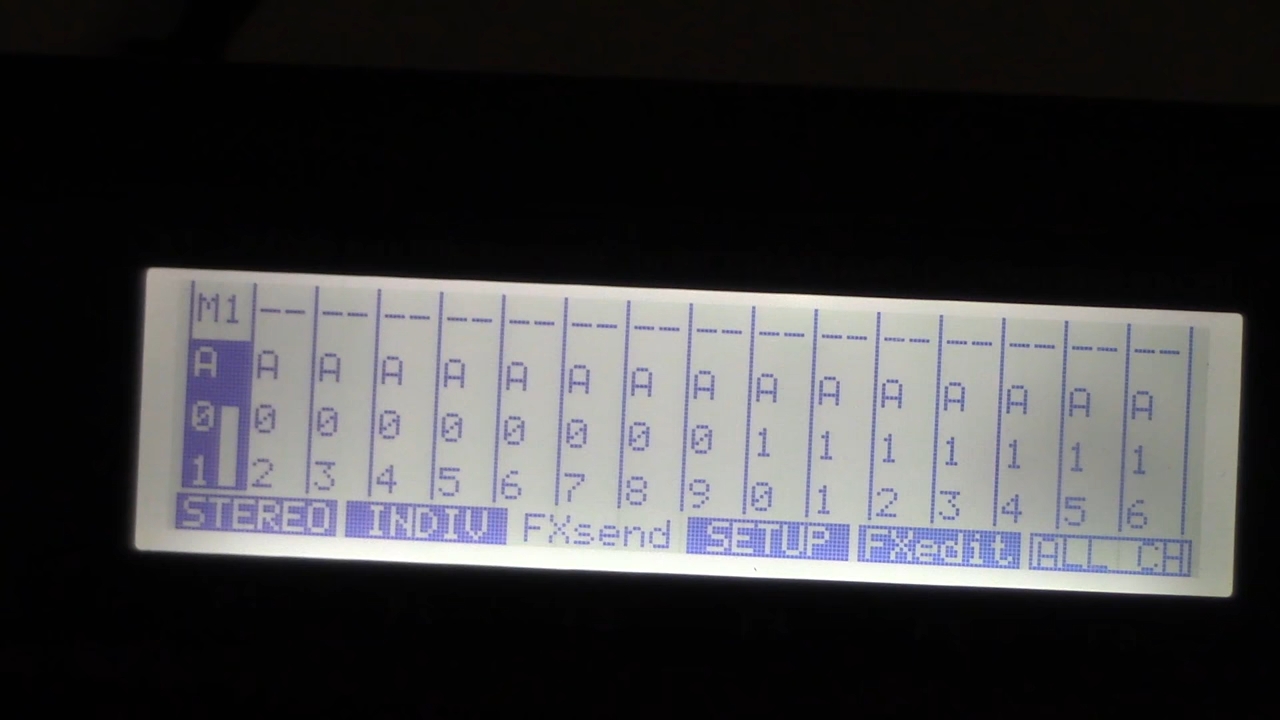 M1 -- -- -- -- -- -- -- -- -- -- -- -- -- -- --
A A A A A A A A A A A A A A A A
0 0 0 0 0 0 0 0 0 1 1 1 1 1 1 1
1 2 3 4 5 6 7 8 9 0 1 2 3 4 5 6
STEREO INDIV FXsend SETUP FXedit ALL CH